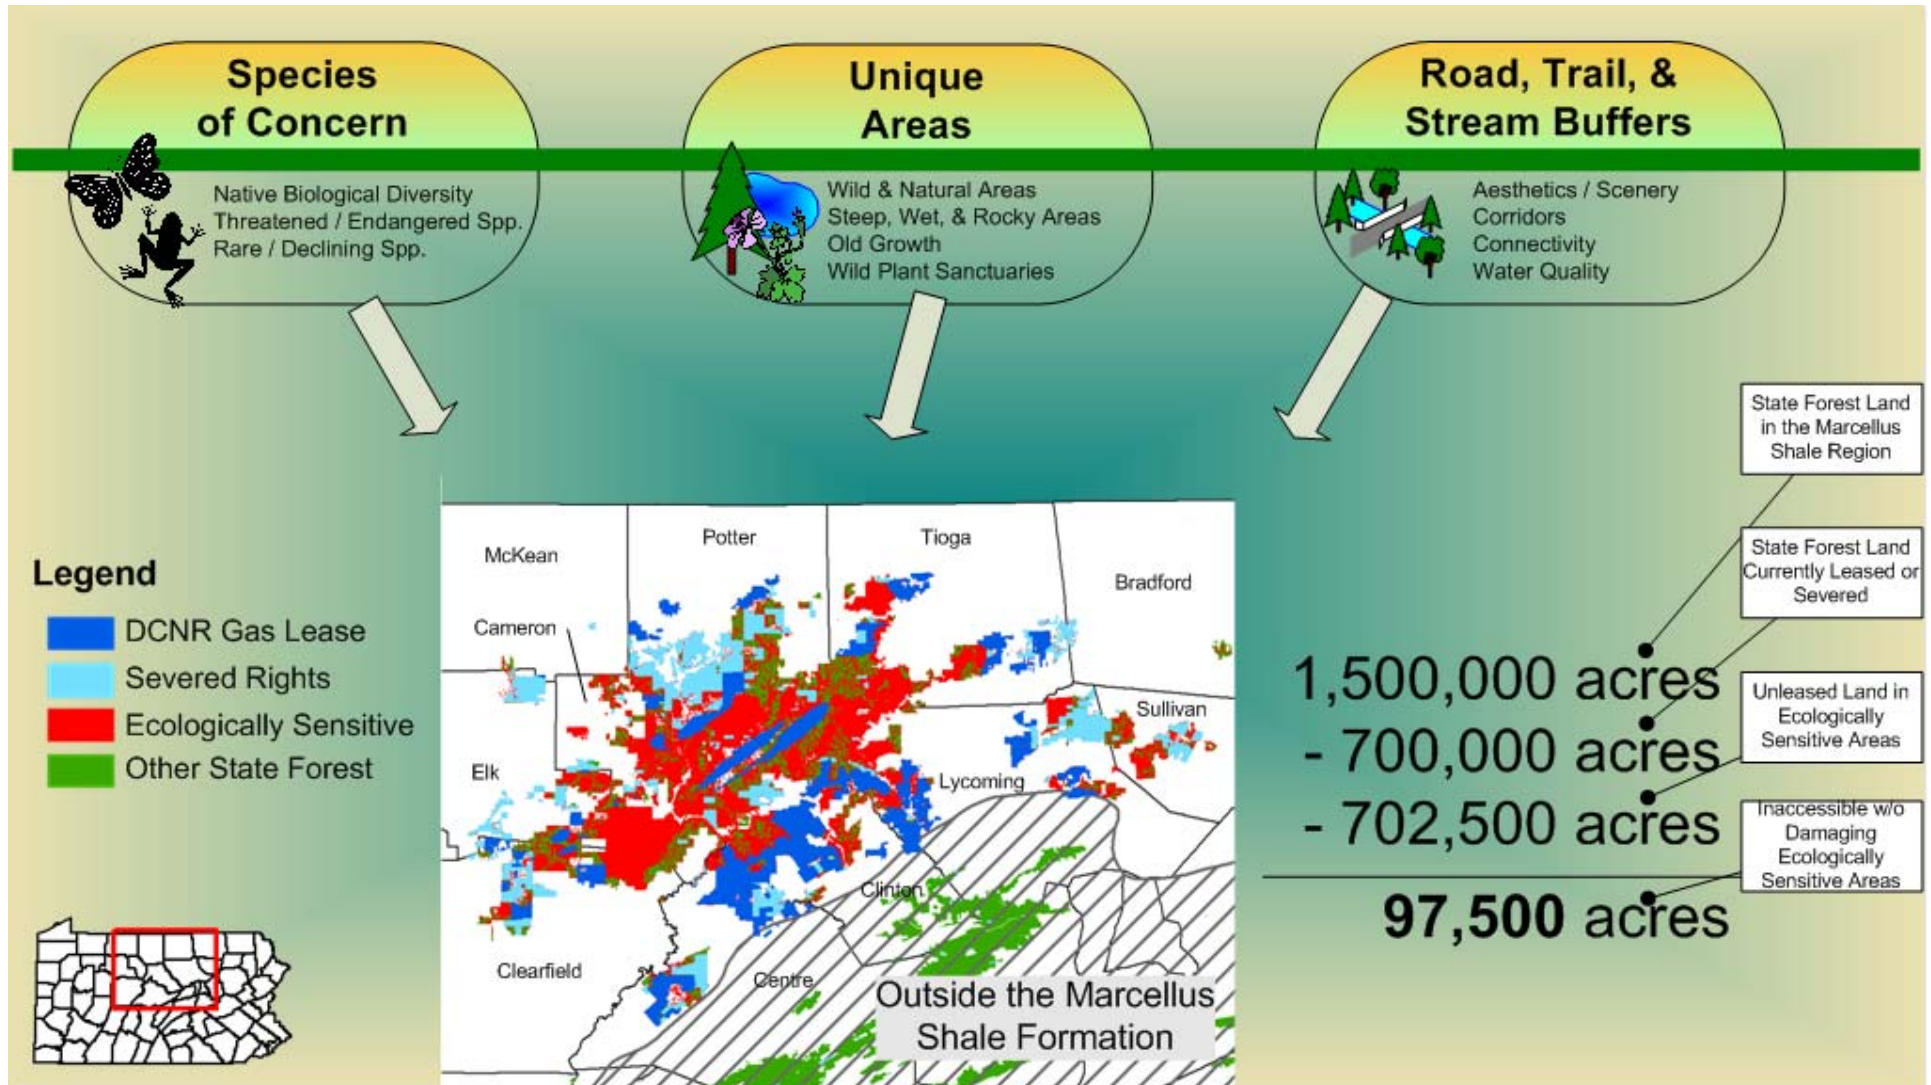 Species
of Concern
Native Biological Diversity
Threatened / Endangered Spp.
Rare / Declining Spp.
Unique
Areas
Wild & Natural Areas
Steep, Wet, & Rocky Areas
Old Growth
Wild Plant Sanctuaries
Road, Trail, &
Stream Buffers
Aesthetics / Scenery
Corridors
Connectivity
Water Quality
Legend
DCNR Gas Lease
Severed Rights
Ecologically Sensitive
Other State Forest
McKean
Potter
Tioga
Bradford
Cameron
Sullivan
Elk
Lycoming
Clinton
Clearfield
Centre
Outside the Marcellus
Shale Formation
State Forest Land
in the Marcellus
Shale Region
State Forest Land
Currently Leased or
Severed
Unleased Land in
Ecologically
Sensitive Areas
Inaccessible w/o
Damaging
Ecologically
Sensitive Areas
1,500,000 acres
- 700,000 acres
- 702,500 acres
97,500 acres